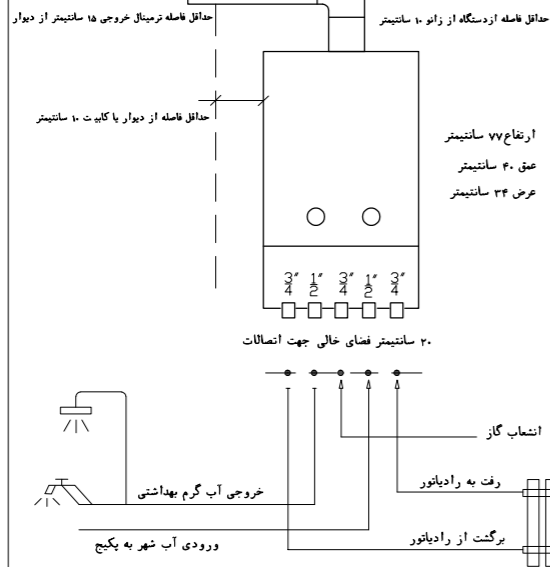 حداقل فاصله ترمینال خروجی ۱۵ سانتیمتر از دیوار
حداقل فاصله ازدستگاه از زانو ۱۰ سانتیمتر
حداقل فاصله از دیوار یا کابیت ۱۰ سانتیمتر
ارتفاع۷۷ سانتیمتر
عمق ۴۰ سانتیمتر
عرض ۳۴ سانتیمتر
3/4" 1/2" 3/4" 1/2" 3/4"
۲۰ سانتیمتر فضای خالی جهت اتصالات
انشعاب گاز
رفت به رادیاتور
خروجی آب گرم بهداشتی
برگشت از رادیاتور
ورودی آب شهر به پکیج